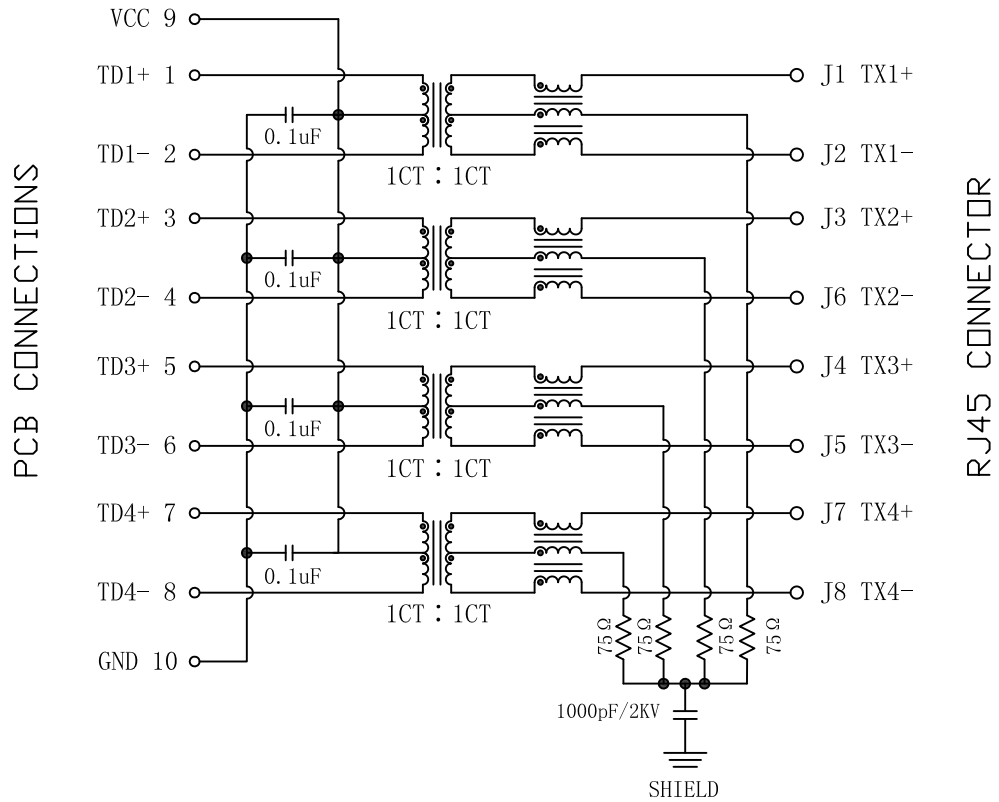 VCC 9
TD1+ 1
J1 TX1+
0.1uF
TD1- 2
J2 TX1-
1CT : 1CT
TD2+ 3
J3 TX2+
0.1uF
TD2- 4
J6 TX2-
1CT : 1CT
TD3+ 5
J4 TX3+
0.1uF
TD3- 6
J5 TX3-
1CT : 1CT
TD4+ 7
J7 TX4+
0.1uF
TD4- 8
J8 TX4-
1CT : 1CT
GND 10
75Ω
75Ω
75Ω
75Ω
1000pF/2KV
SHIELD
PCB CONNECTIONS
RJ45 CONNECTOR